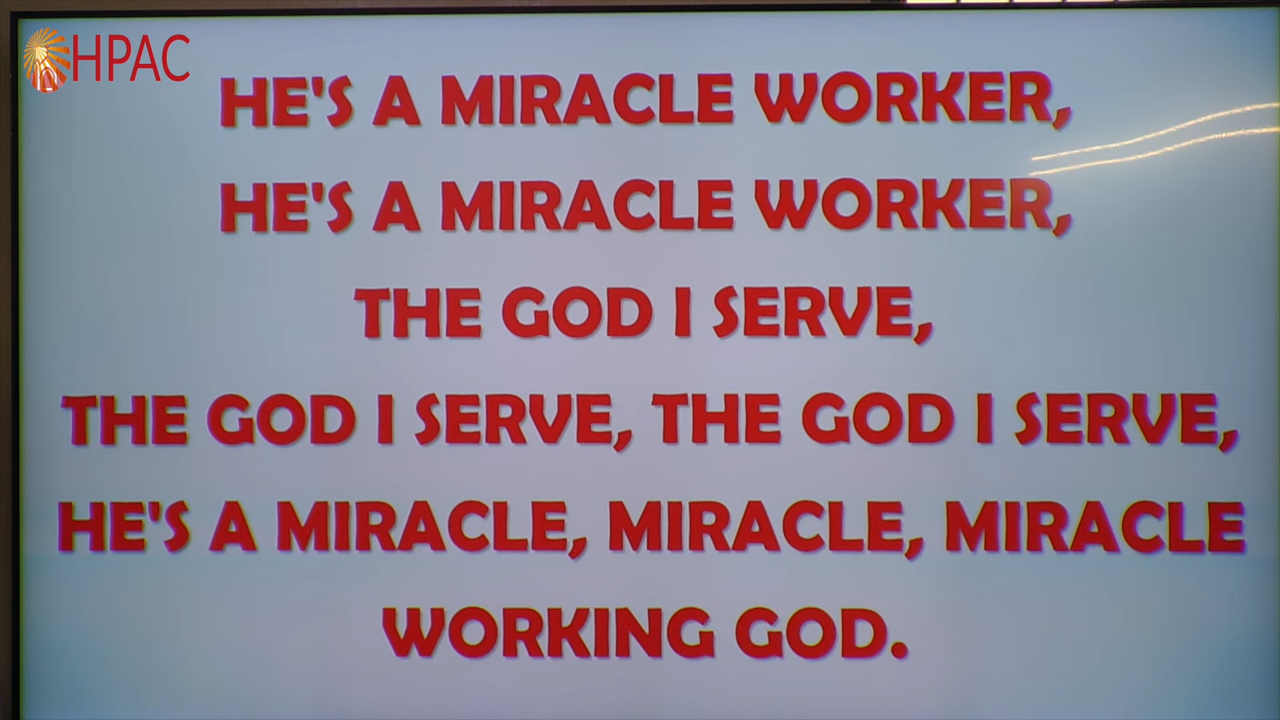 HPAC
HE'S A MIRACLE WORKER,
HE'S A MIRACLE WORKER,
THE GOD I SERVE,
THE GOD I SERVE, THE GOD I SERVE,
HE'S A MIRACLE, MIRACLE, MIRACLE
WORKING GOD.